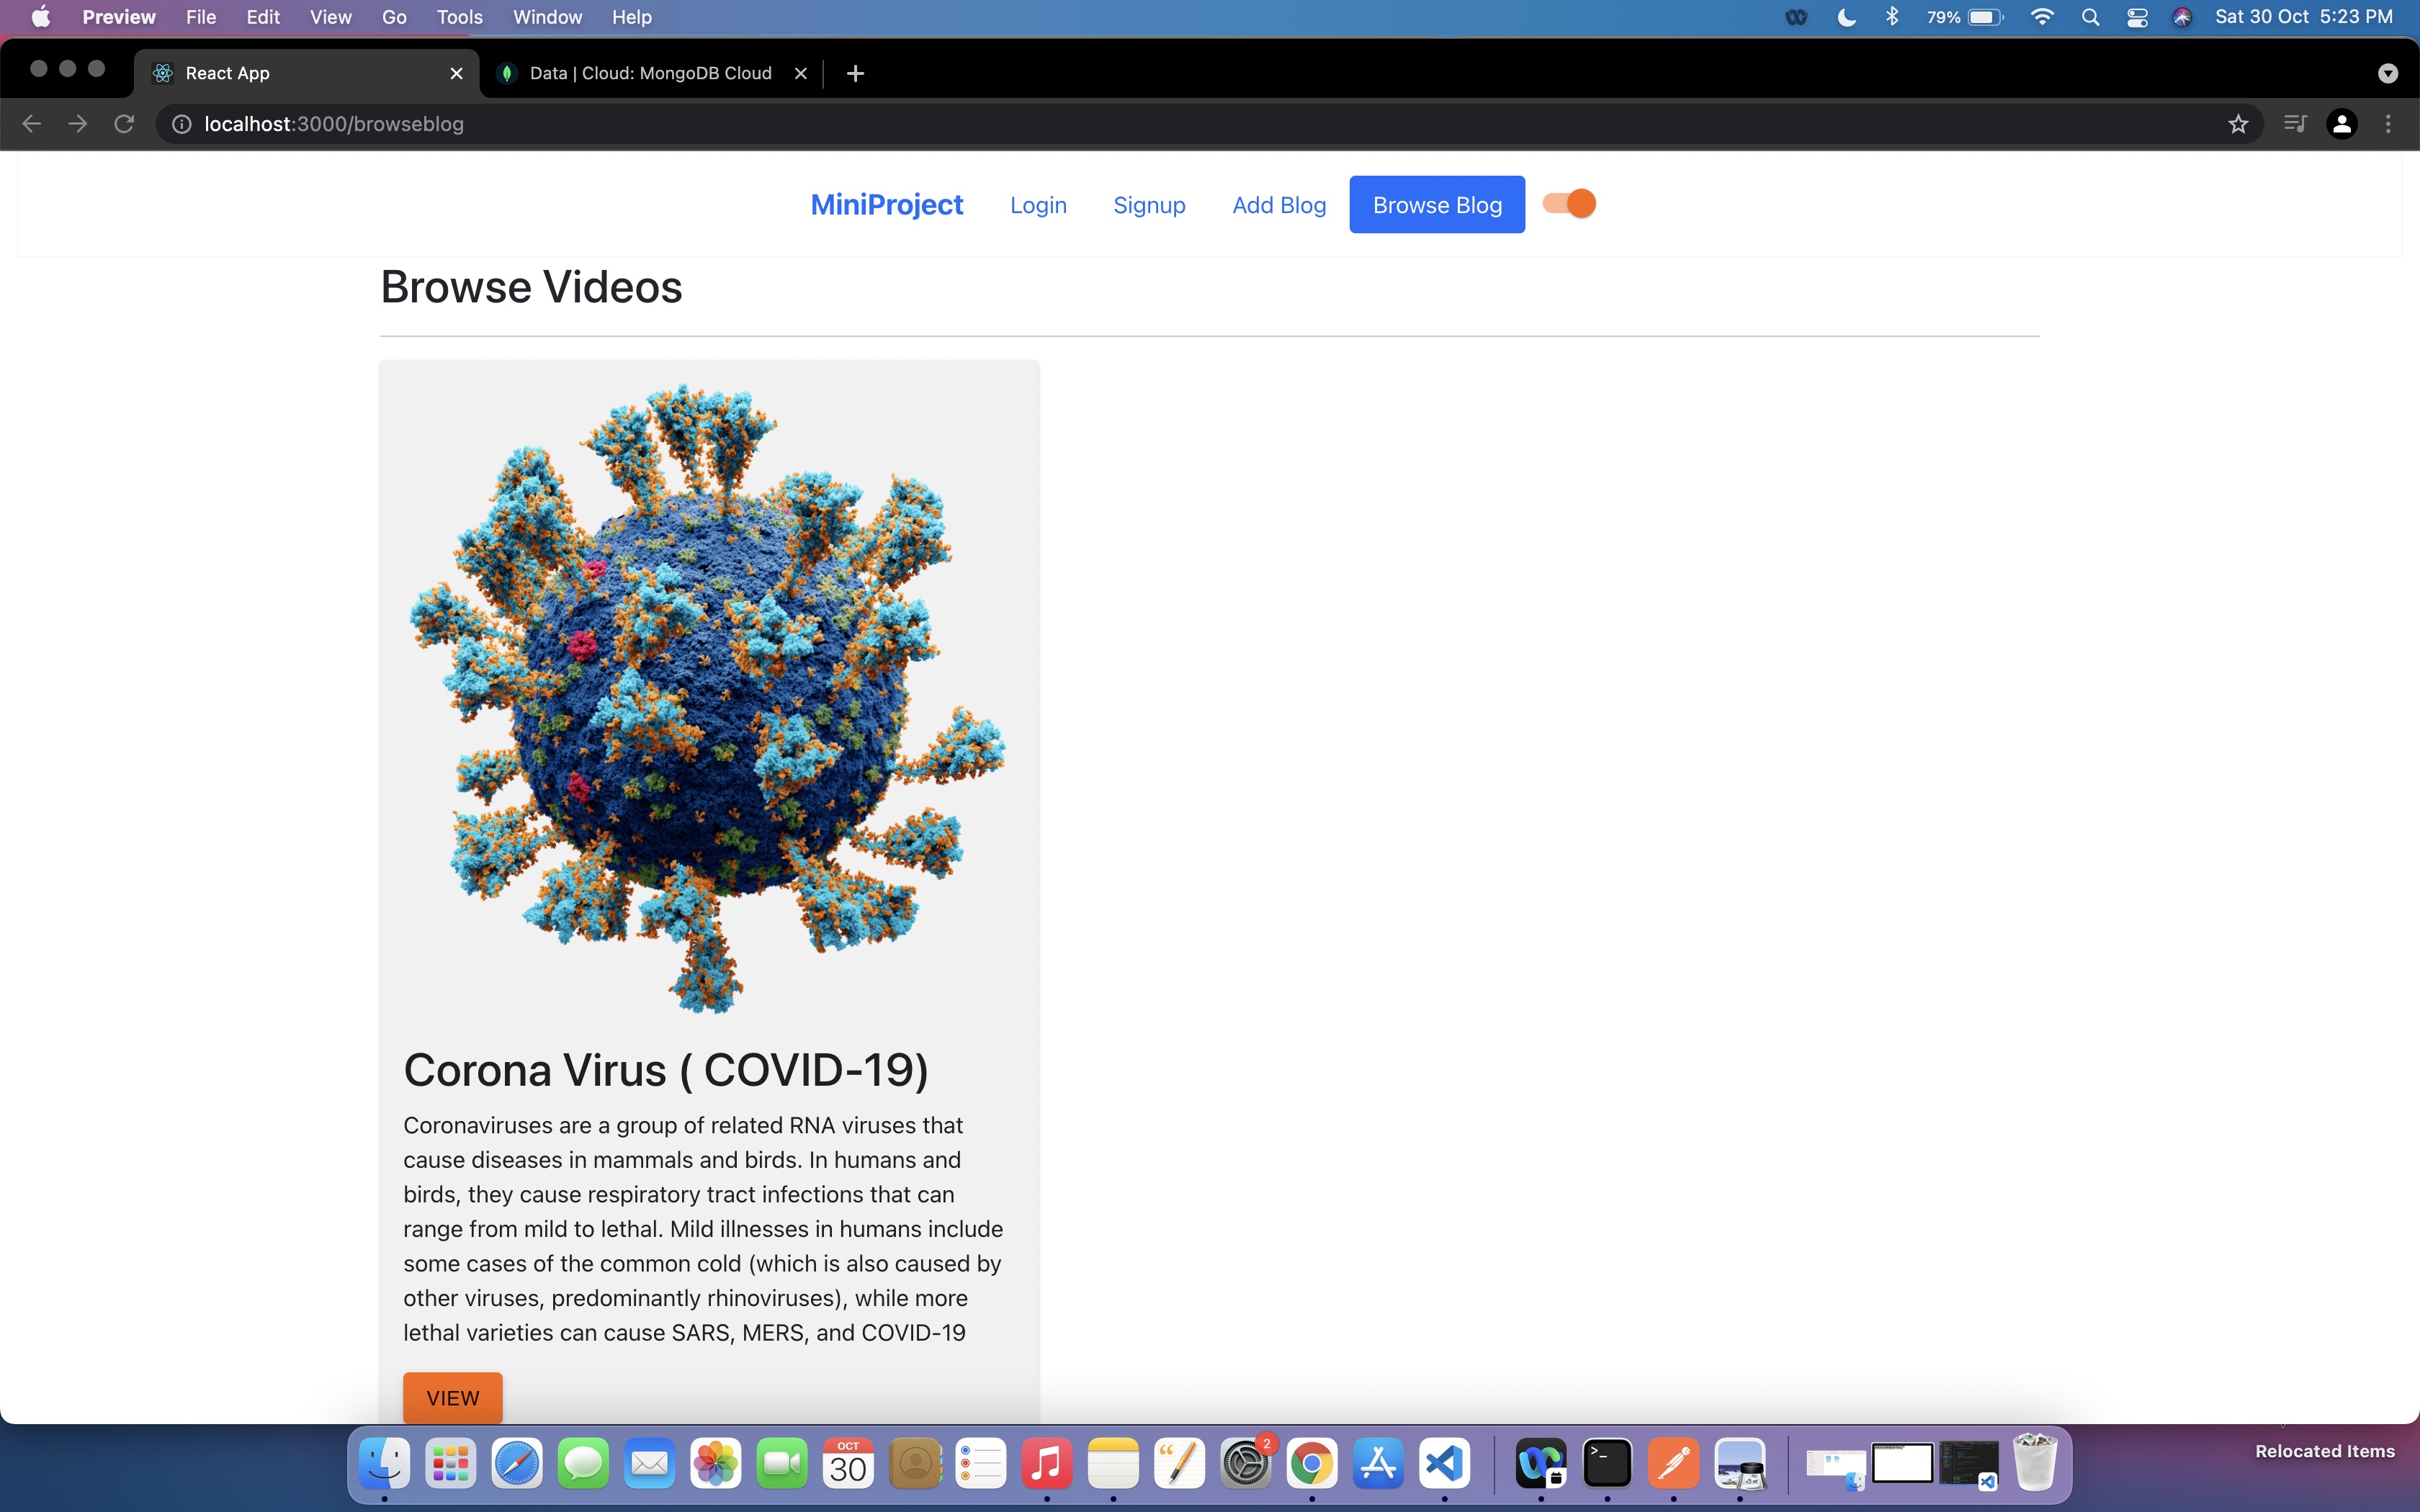 Preview File Edit View Go Tools Window Help 79% Sat 30 Oct 5:23 PM
React App Data | Cloud: MongoDB Cloud
localhost:3000/browseblog
MiniProject Login Signup Add Blog Browse Blog
Browse Videos
Corona Virus ( COVID-19)
Coronaviruses are a group of related RNA viruses that
cause diseases in mammals and birds. In humans and
birds, they cause respiratory tract infections that can
range from mild to lethal. Mild illnesses in humans include
some cases of the common cold (which is also caused by
other viruses, predominantly rhinoviruses), while more
lethal varieties can cause SARS, MERS, and COVID-19
VIEW
OCT
30
2
Relocated Items